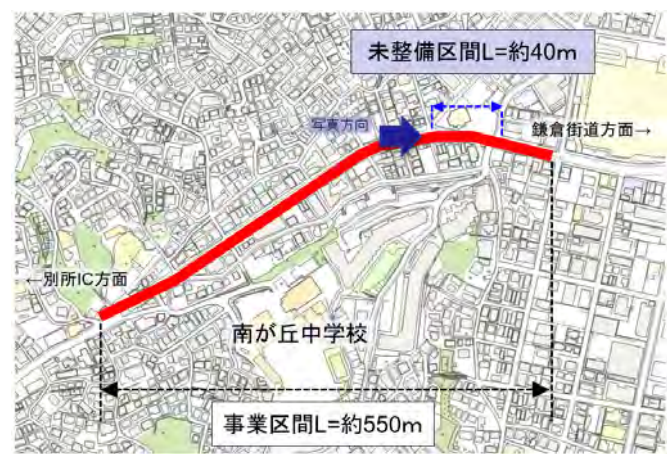 未整備区間L=約40m
写真方向
鎌倉街道方面→
←別所IC方面
南が丘中学校
事業区間L=約550m